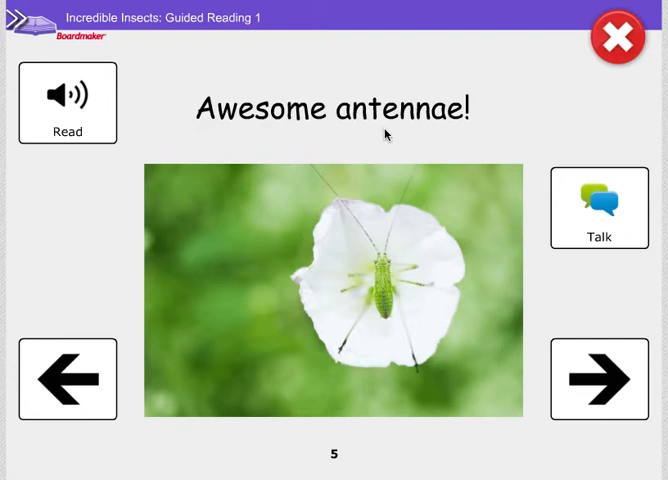 Incredible Insects: Guided Reading 1
Boardmaker
Read
Awesome antennae!
Talk
5